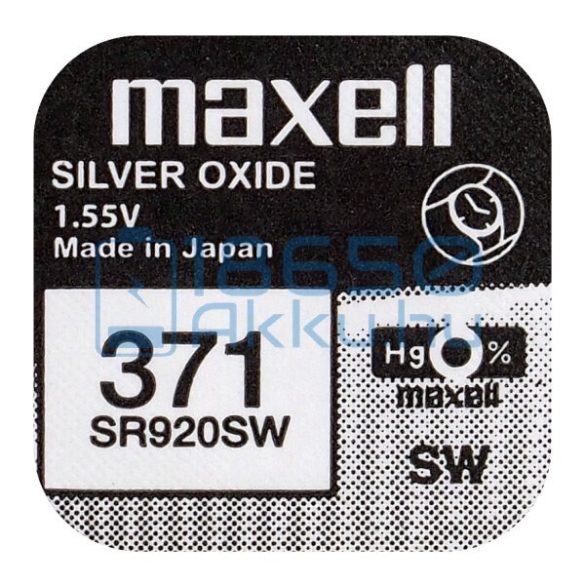 maxell
SILVER OXIDE
1.55V
Made in Japan
18650
akku.hu
371
SR920SW
Hg 0 %
maxell
SW